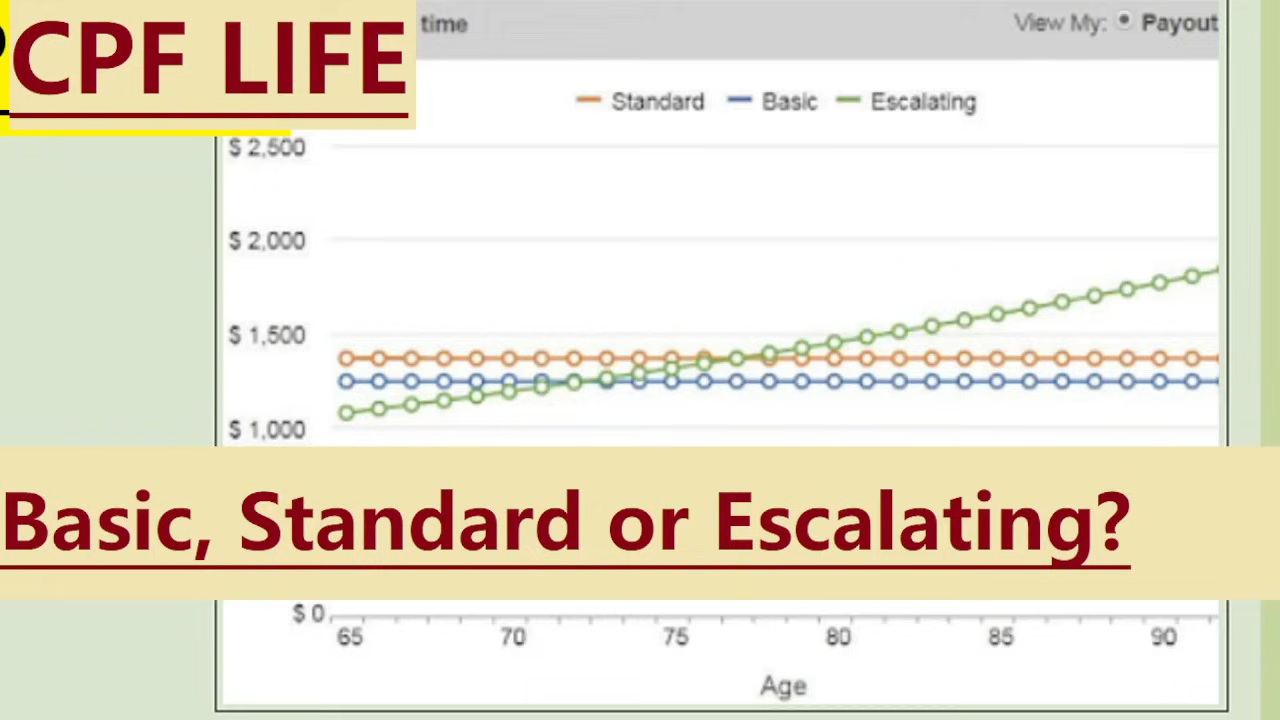 CPF LIFE
time
View My: Payout
Standard Basic Escalating
$ 2,500
$ 2,000
$ 1,500
$ 1,000
Basic, Standard or Escalating?
$ 0
65 70 75 80 85 90
Age